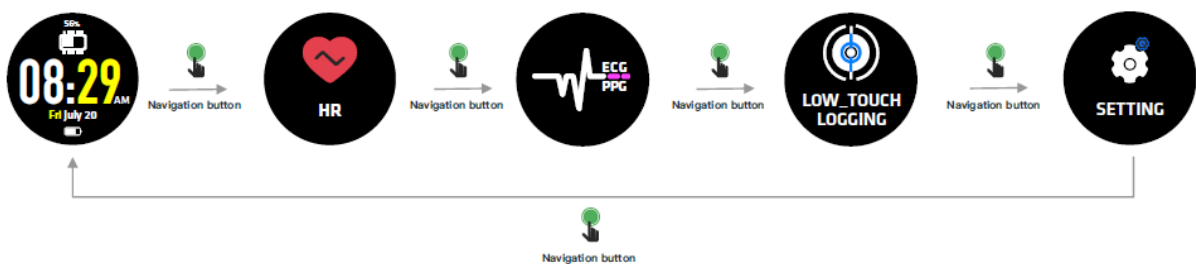 56%
08:29 AM
Fri July 20
Navigation button
HR
Navigation button
ECG
PPG
Navigation button
LOW_TOUCH
LOGGING
Navigation button
SETTING
Navigation button